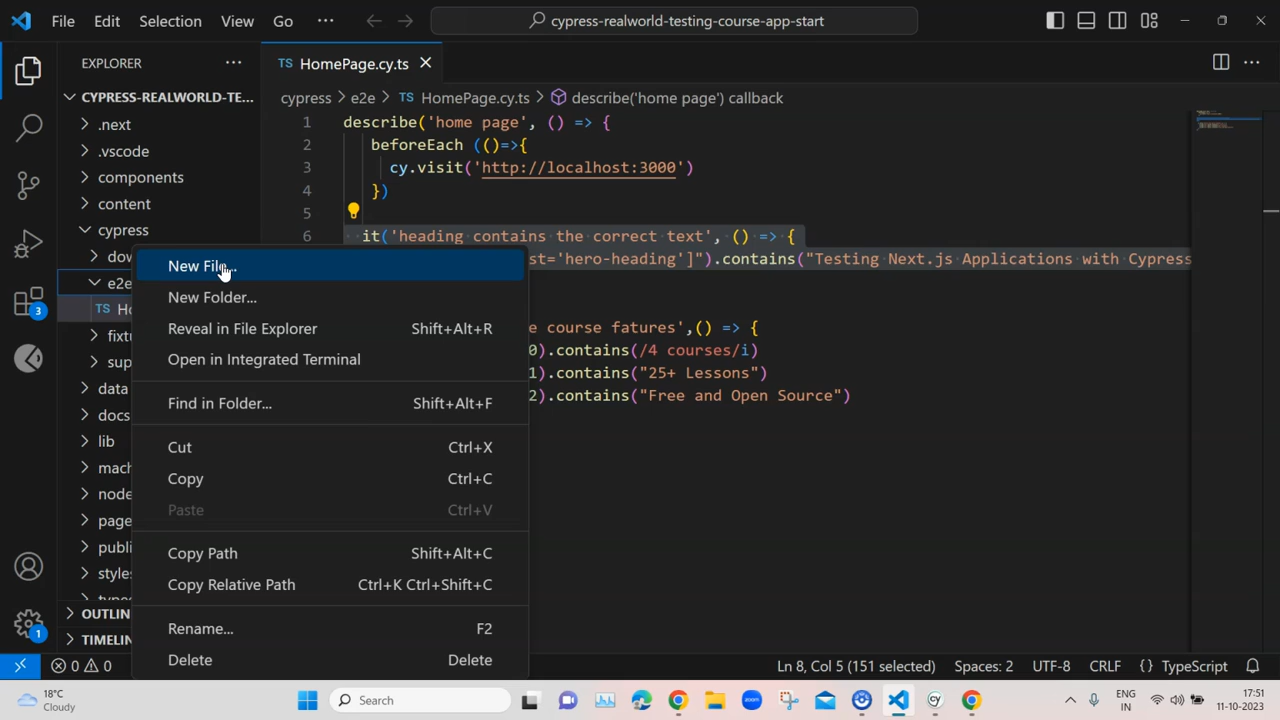 File Edit Selection View Go ··· cypress-realworld-testing-course-app-start
EXPLORER ···
CYPRESS-REALWORLD-TE...
.next
.vscode
components
content
cypress
dow
e2e
TS Ho
fixtu
sup
data
docs
lib
mach
node
page
publi
styles
OUTLIN
TIMELIN
TS HomePage.cy.ts
cypress > e2e > TS HomePage.cy.ts > describe('home page') callback
1 describe('home page', () => {
2 beforeEach (()=>{
3 cy.visit('http://localhost:3000')
4 })
5
6 it('heading contains the correct text', () => {
st='hero-heading']").contains("Testing Next.js Applications with Cypress
e course fatures',() => {
0).contains(/4 courses/i)
1).contains("25+ Lessons")
2).contains("Free and Open Source")
New File...
New Folder...
Reveal in File Explorer Shift+Alt+R
Open in Integrated Terminal
Find in Folder... Shift+Alt+F
Cut Ctrl+X
Copy Ctrl+C
Paste Ctrl+V
Copy Path Shift+Alt+C
Copy Relative Path Ctrl+K Ctrl+Shift+C
Rename... F2
Delete Delete
3
1
0 0 Ln 8, Col 5 (151 selected) Spaces: 2 UTF-8 CRLF {} TypeScript
18°C
Cloudy
Search
ENG
IN
17:51
11-10-2023